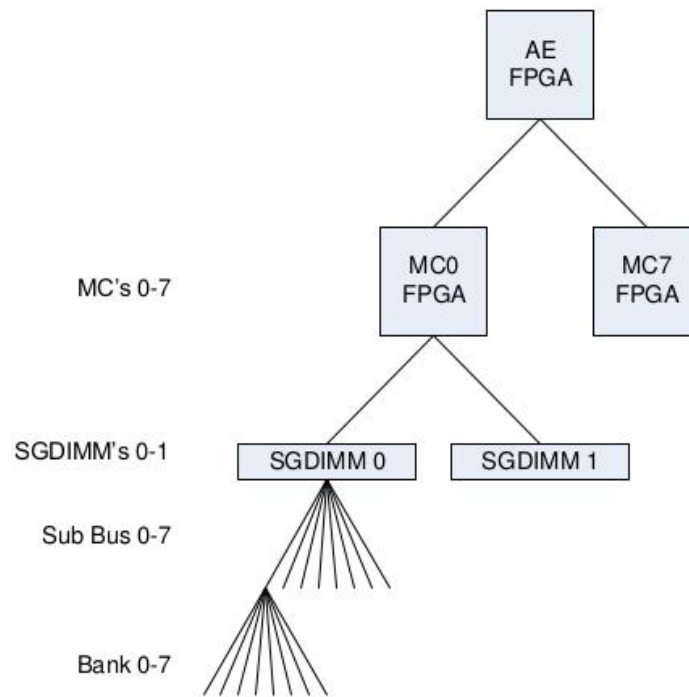 AE
FPGA
MC's 0-7
MC0
FPGA
MC7
FPGA
SGDIMM's 0-1
SGDIMM 0
SGDIMM 1
Sub Bus 0-7
Bank 0-7